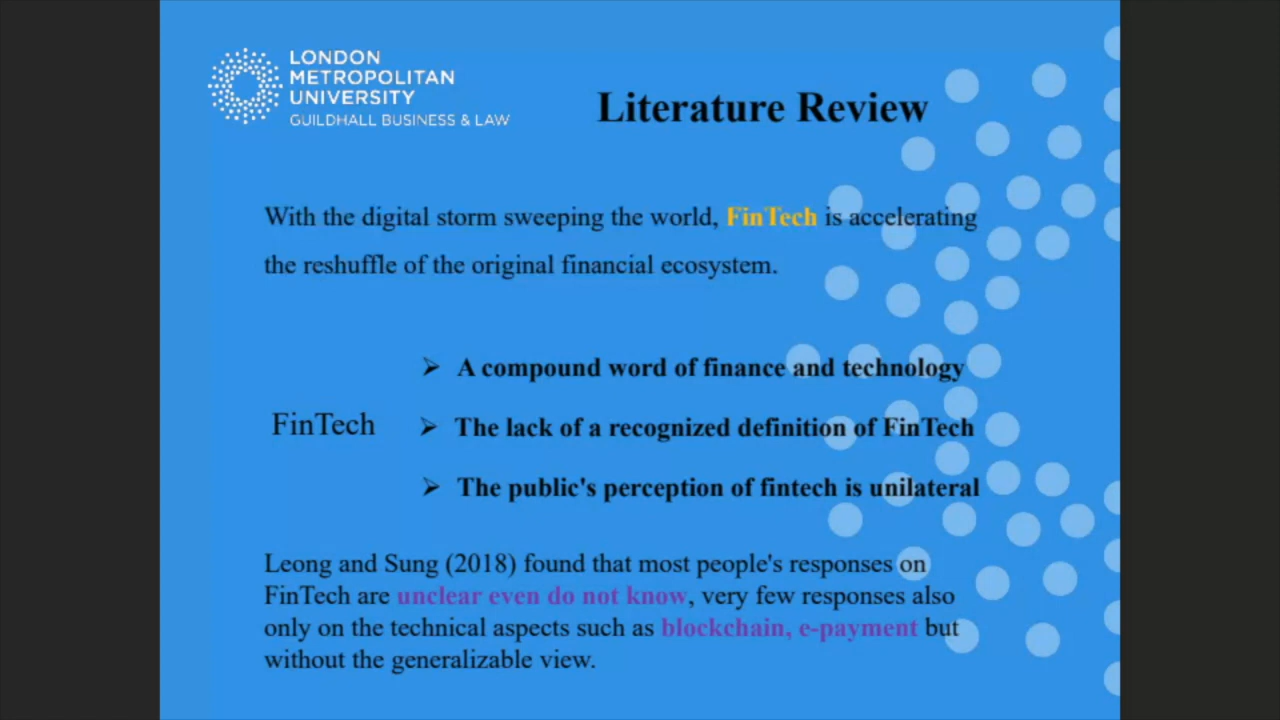 LONDON
METROPOLITAN
UNIVERSITY
GUILDHALL BUSINESS & LAW
Literature Review
With the digital storm sweeping the world, FinTech is accelerating
the reshuffle of the original financial ecosystem.
FinTech
➢ A compound word of finance and technology
➢ The lack of a recognized definition of FinTech
➢ The public's perception of fintech is unilateral
Leong and Sung (2018) found that most people's responses on
FinTech are unclear even do not know, very few responses also
only on the technical aspects such as blockchain, e-payment but
without the generalizable view.